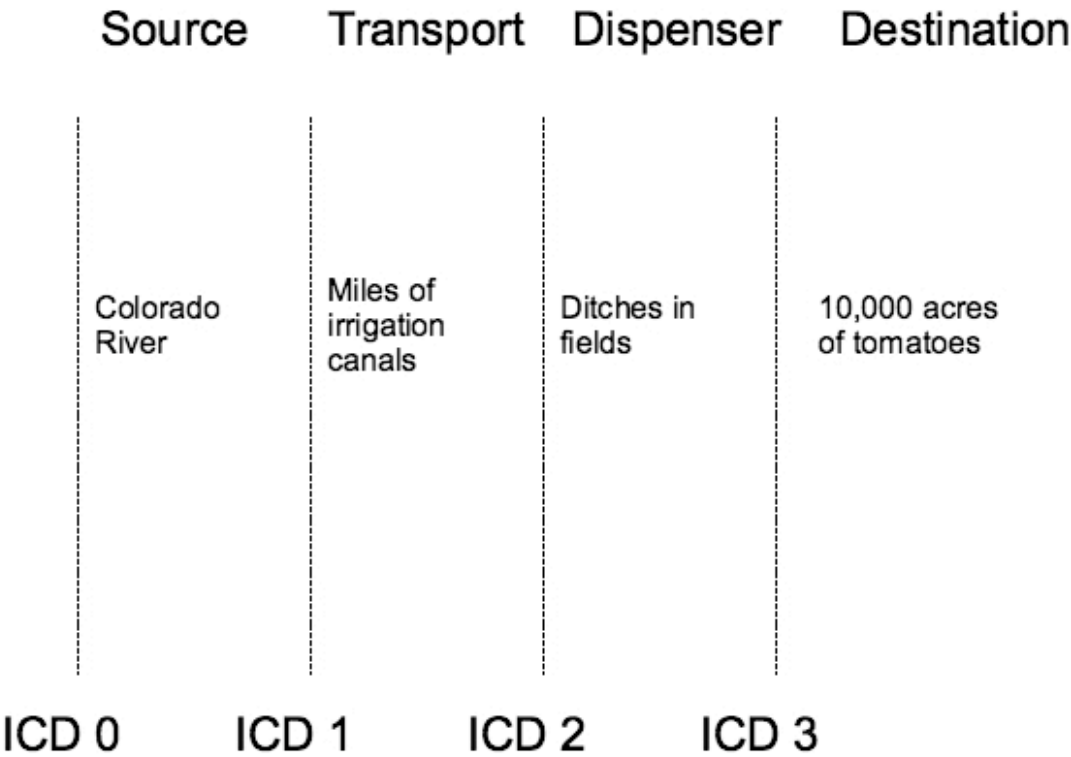 Source Transport Dispenser Destination
Colorado
River
Miles of
irrigation
canals
Ditches in
fields
10,000 acres
of tomatoes
ICD 0 ICD 1 ICD 2 ICD 3